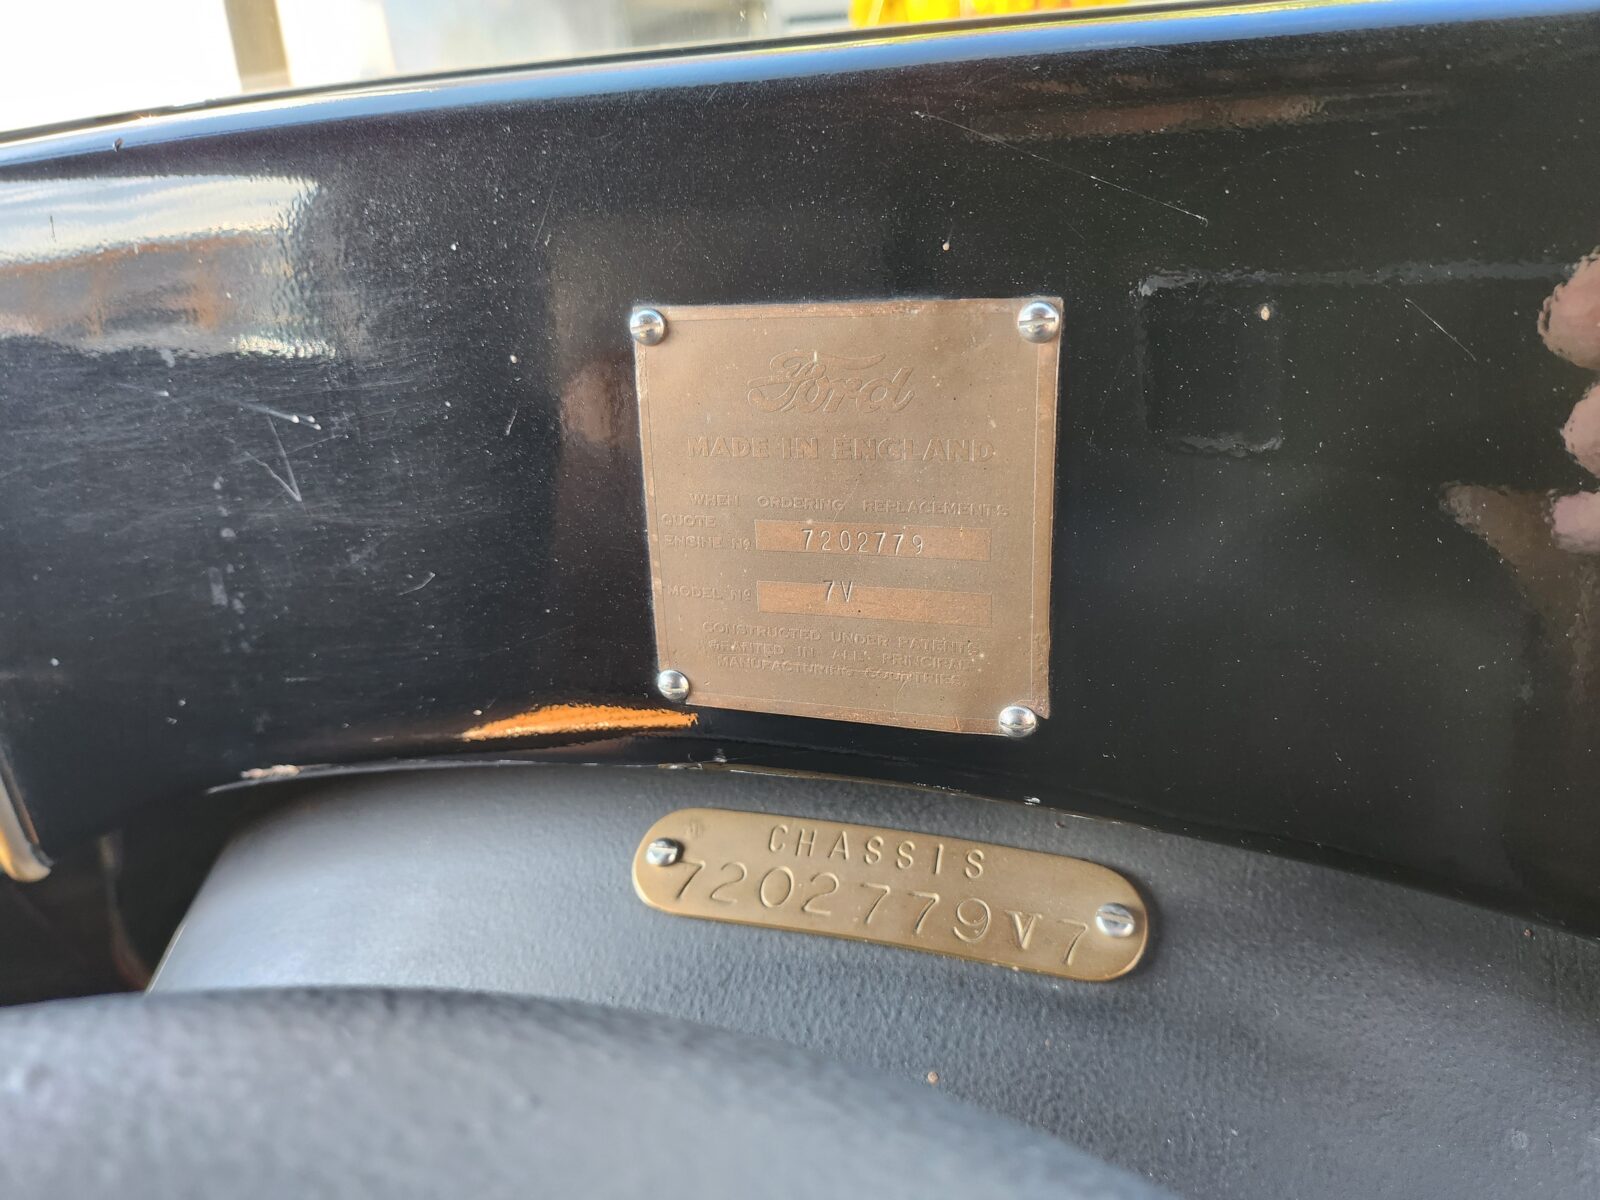 Ford
MADE IN ENGLAND
WHEN ORDERING REPLACEMENTS
QUOTE
ENGINE Nº 7202779
MODEL Nº 7V
CONSTRUCTED UNDER PATENTS
GRANTED IN ALL PRINCIPAL
MANUFACTURING COUNTRIES.
CHASSIS
7202779V7